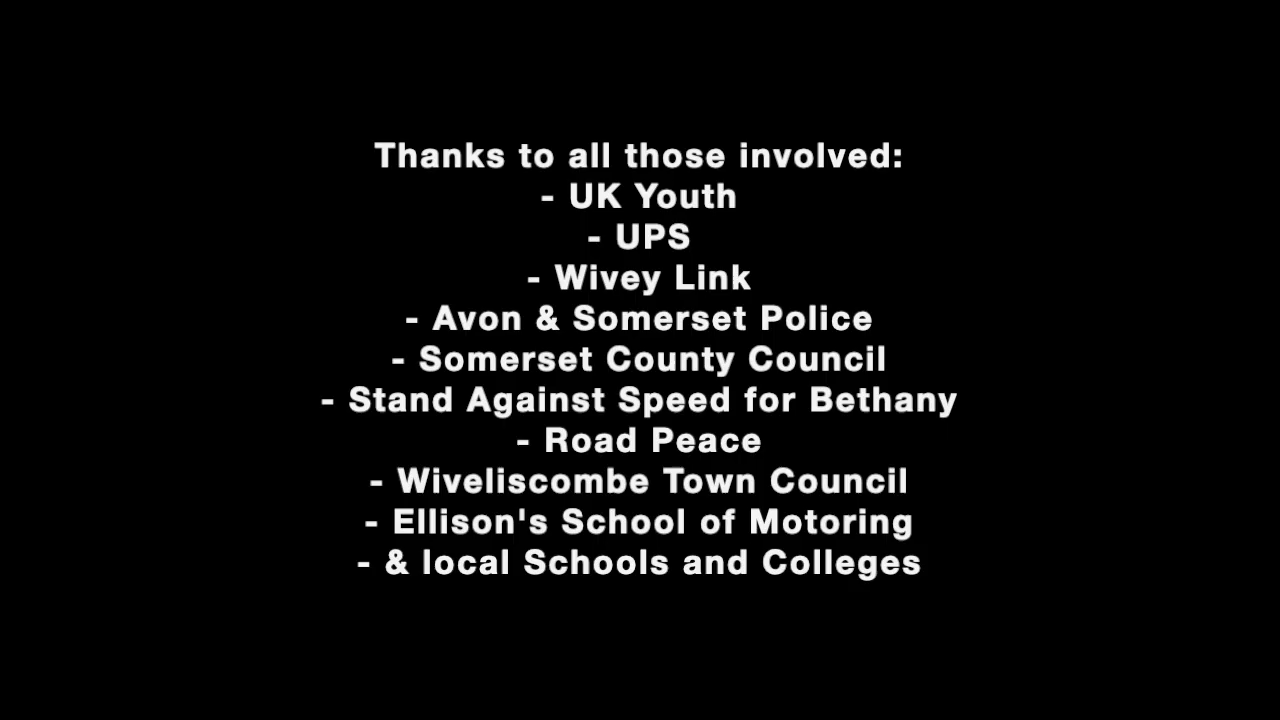 Thanks to all those involved:
- UK Youth
- UPS
- Wivey Link
- Avon & Somerset Police
- Somerset County Council
- Stand Against Speed for Bethany
- Road Peace
- Wiveliscombe Town Council
- Ellison's School of Motoring
- & local Schools and Colleges